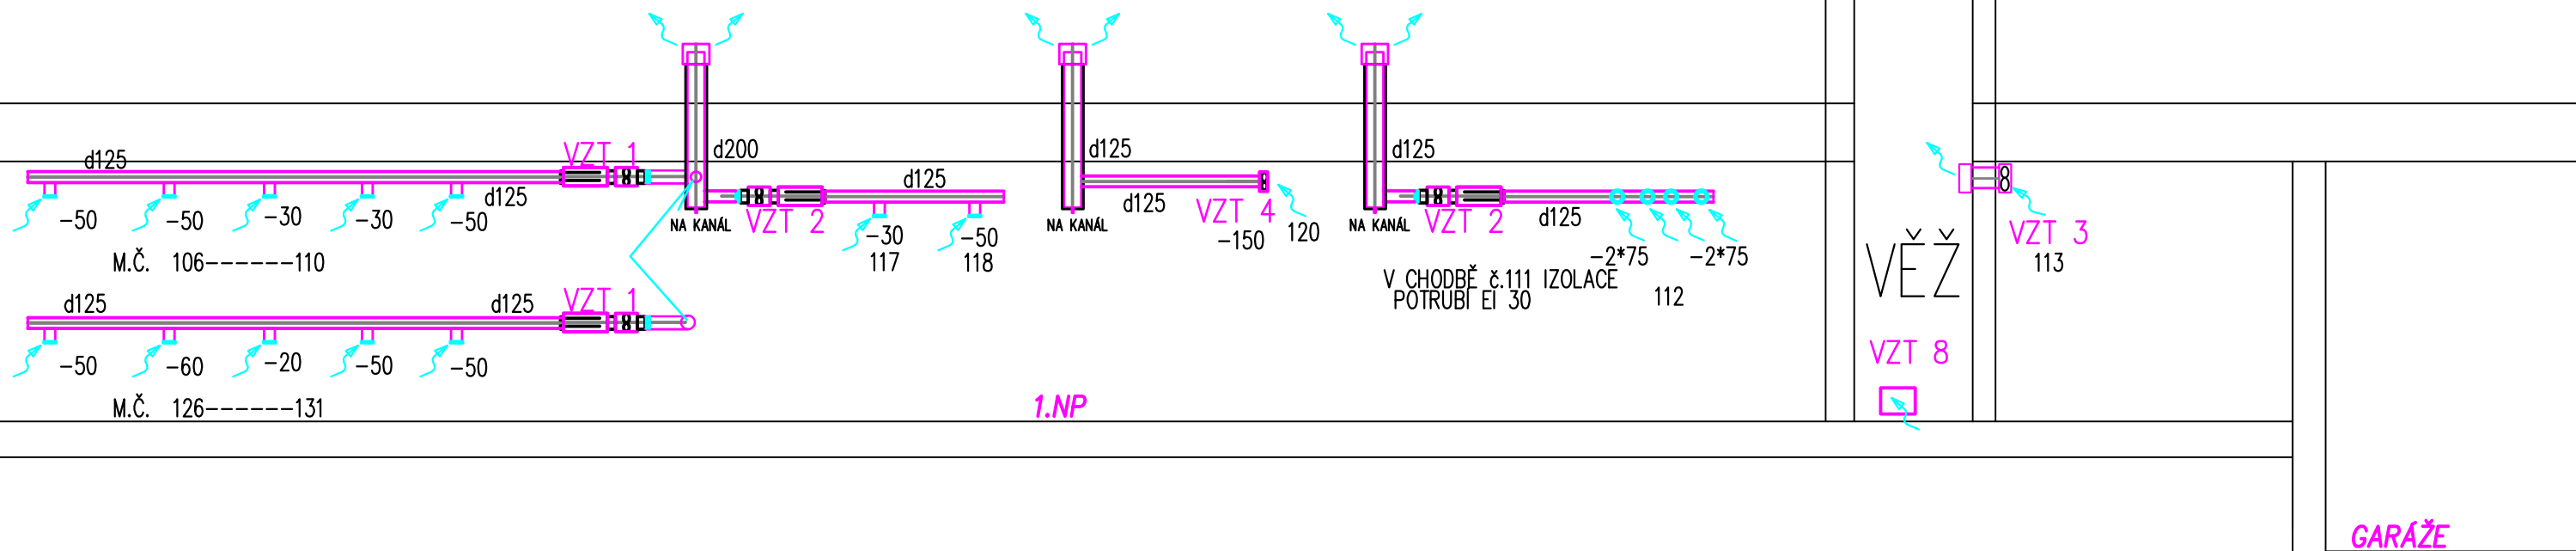 d125
VZT 1
d200
d125
-50
-50
-30
-30
-50
M.Č. 106------110
NA KANÁL
VZT 2
d125
-30
117
-50
118
d125
d125
NA KANÁL
VZT 4
-150
120
d125
NA KANÁL
VZT 2
d125
-2*75
-2*75
V CHODBĚ č.111 IZOLACE
POTRUBÍ EI 30
112
VĚŽ
VZT 3
113
d125
d125
VZT 1
-50
-60
-20
-50
-50
M.Č. 126------131
1.NP
VZT 8
GARÁŽE